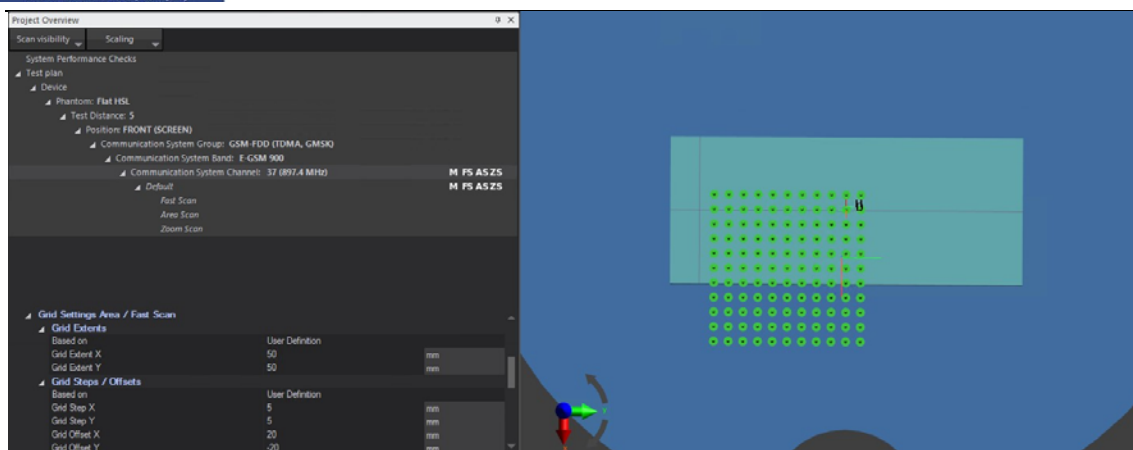 Project Overview
Scan visibility Scaling
System Performance Checks
Test plan
Device
Phantom: Flat HSL
Test Distance: 5
Position: FRONT (SCREEN)
Communication System Group: GSM-FDD (TDMA, GMSK)
Communication System Band: E-GSM 900
Communication System Channel: 37 (897.4 MHz) M FS AS ZS
Default M FS AS ZS
Fast Scan
Area Scan
Zoom Scan
Grid Settings Area / Fast Scan
Grid Extents
Based on User Definition
Grid Extent X 50 mm
Grid Extent Y 50 mm
Grid Steps / Offsets
Based on User Definition
Grid Step X 5 mm
Grid Step Y 5 mm
Grid Offset X 20 mm
Grid Offset Y -20 mm